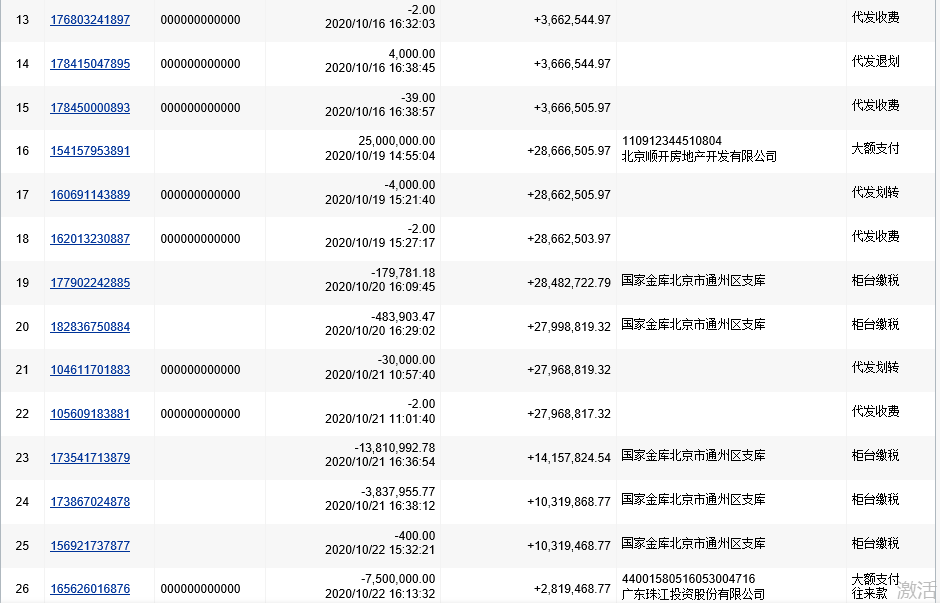 13 176803241897 000000000000 -2.00 +3,662,544.97 代发收费
2020/10/16 16:32:03
14 178415047895 000000000000 4,000.00 +3,666,544.97 代发退划
2020/10/16 16:38:45
15 178450000893 000000000000 -39.00 +3,666,505.97 代发收费
2020/10/16 16:38:57
16 154157953891 25,000,000.00 +28,666,505.97 110912344510804 大额支付
2020/10/19 14:55:04 北京顺开房地产开发有限公司
17 160691143889 000000000000 -4,000.00 +28,662,505.97 代发划转
2020/10/19 15:21:40
18 162013230887 000000000000 -2.00 +28,662,503.97 代发收费
2020/10/19 15:27:17
19 177902242885 -179,781.18 +28,482,722.79 国家金库北京市通州区支库 柜台缴税
2020/10/20 16:09:45
20 182836750884 -483,903.47 +27,998,819.32 国家金库北京市通州区支库 柜台缴税
2020/10/20 16:29:02
21 104611701883 000000000000 -30,000.00 +27,968,819.32 代发划转
2020/10/21 10:57:40
22 105609183881 000000000000 -2.00 +27,968,817.32 代发收费
2020/10/21 11:01:40
23 173541713879 -13,810,992.78 +14,157,824.54 国家金库北京市通州区支库 柜台缴税
2020/10/21 16:36:54
24 173867024878 -3,837,955.77 +10,319,868.77 国家金库北京市通州区支库 柜台缴税
2020/10/21 16:38:12
25 156921737877 -400.00 +10,319,468.77 国家金库北京市通州区支库 柜台缴税
2020/10/22 15:32:21
26 165626016876 000000000000 -7,500,000.00 +2,819,468.77 44001580516053004716 大额支付
2020/10/22 16:13:32 广东珠江投资股份有限公司 往来款
激活